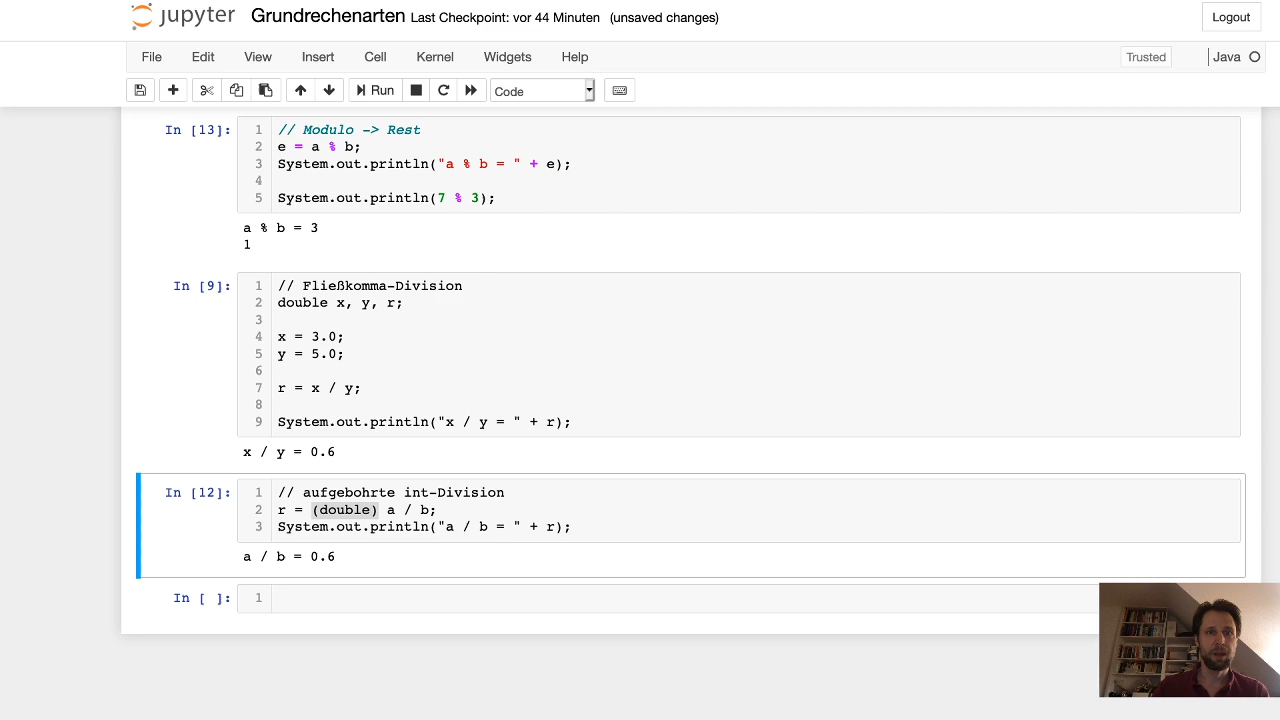 jupyter Grundrechenarten Last Checkpoint: vor 44 Minuten (unsaved changes) Logout
File Edit View Insert Cell Kernel Widgets Help Trusted Java
Run Code
In [13]: 1 // Modulo -> Rest
2 e = a % b;
3 System.out.println("a % b = " + e);
4
5 System.out.println(7 % 3);
a % b = 3
1
In [9]: 1 // Fließkomma-Division
2 double x, y, r;
3
4 x = 3.0;
5 y = 5.0;
6
7 r = x / y;
8
9 System.out.println("x / y = " + r);
x / y = 0.6
In [12]: 1 // aufgebohrte int-Division
2 r = (double) a / b;
3 System.out.println("a / b = " + r);
a / b = 0.6
In [ ]: 1